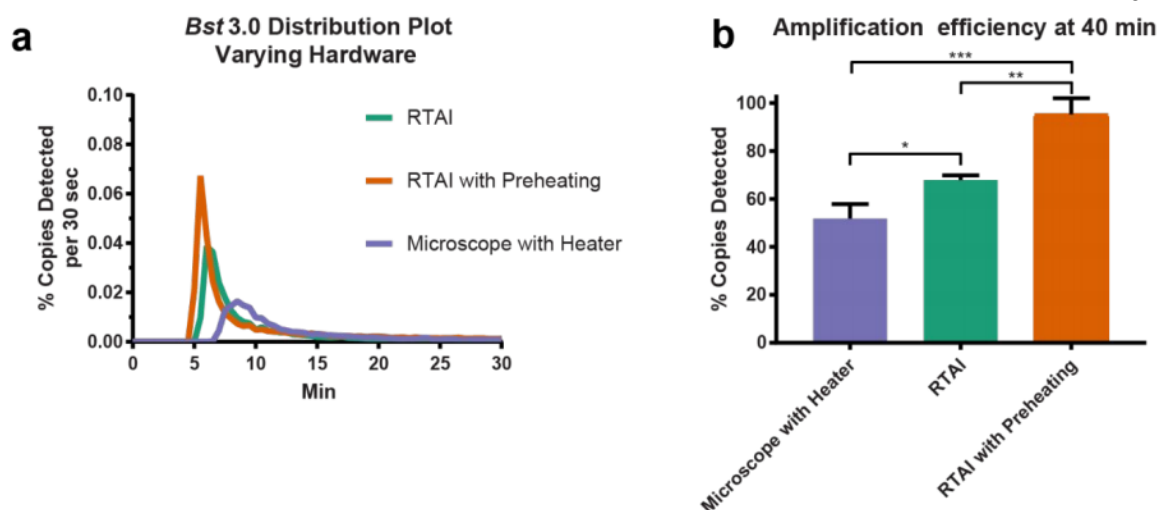 a
Bst 3.0 Distribution Plot
Varying Hardware
% Copies Detected
per 30 sec
0.10
0.08
0.06
0.04
0.02
0.00
0 5 10 15 20 25 30
Min
RTAI
RTAI with Preheating
Microscope with Heater
b
Amplification efficiency at 40 min
% Copies Detected
100
80
60
40
20
0
***
**
*
Microscope with Heater
RTAI
RTAI with Preheating